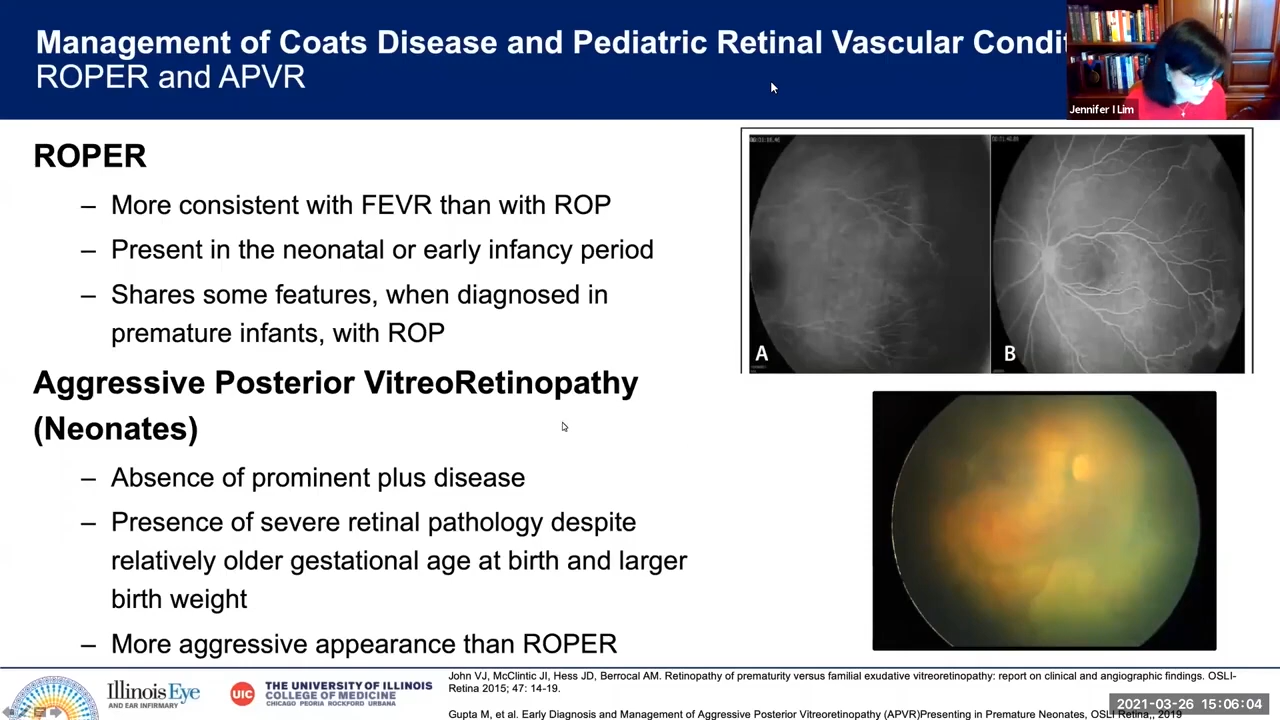 Management of Coats Disease and Pediatric Retinal Vascular Condit
ROPER and APVR
Jennifer I Lim
ROPER
– More consistent with FEVR than with ROP
– Present in the neonatal or early infancy period
– Shares some features, when diagnosed in
premature infants, with ROP
Aggressive Posterior VitreoRetinopathy
(Neonates)
– Absence of prominent plus disease
– Presence of severe retinal pathology despite
relatively older gestational age at birth and larger
birth weight
– More aggressive appearance than ROPER
A
B
Illinois Eye
AND EAR INFIRMARY
UIC
THE UNIVERSITY OF ILLINOIS
COLLEGE OF MEDICINE
CHICAGO PEORIA ROCKFORD URBANA
John VJ, McClintic JI, Hess JD, Berrocal AM. Retinopathy of prematurity versus familial exudative vitreoretinopathy: report on clinical and angiographic findings. OSLI-
Retina 2015; 47: 14-19.
2021-03-26 15:06:04
Gupta M, et al. Early Diagnosis and Management of Aggressive Posterior Vitreoretinopathy (APVR)Presenting in Premature Neonates, OSLI Retina,, 2019